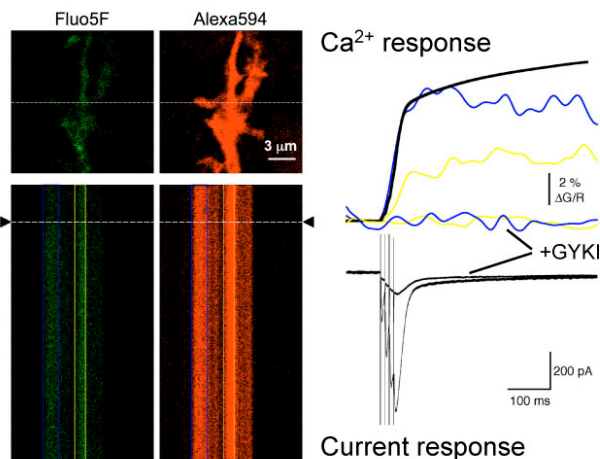 Fluo5F
Alexa594
3 μm
Ca²⁺ response
2 %
ΔG/R
+GYKI
200 pA
100 ms
Current response